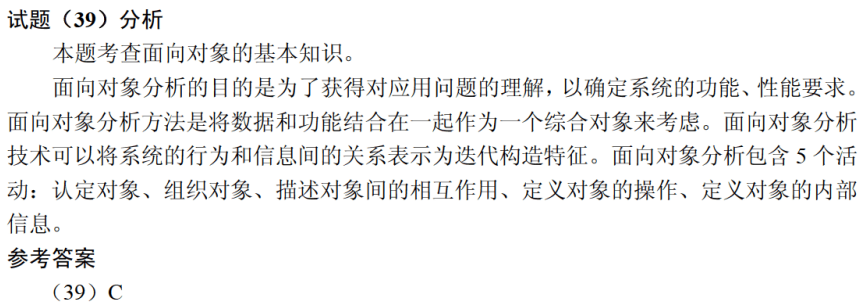 试题（39）分析
本题考查面向对象的基本知识。
面向对象分析的目的是为了获得对应用问题的理解，以确定系统的功能、性能要求。
面向对象分析方法是将数据和功能结合在一起作为一个综合对象来考虑。面向对象分析
技术可以将系统的行为和信息间的关系表示为迭代构造特征。面向对象分析包含 5 个活
动：认定对象、组织对象、描述对象间的相互作用、定义对象的操作、定义对象的内部
信息。
参考答案
（39）C